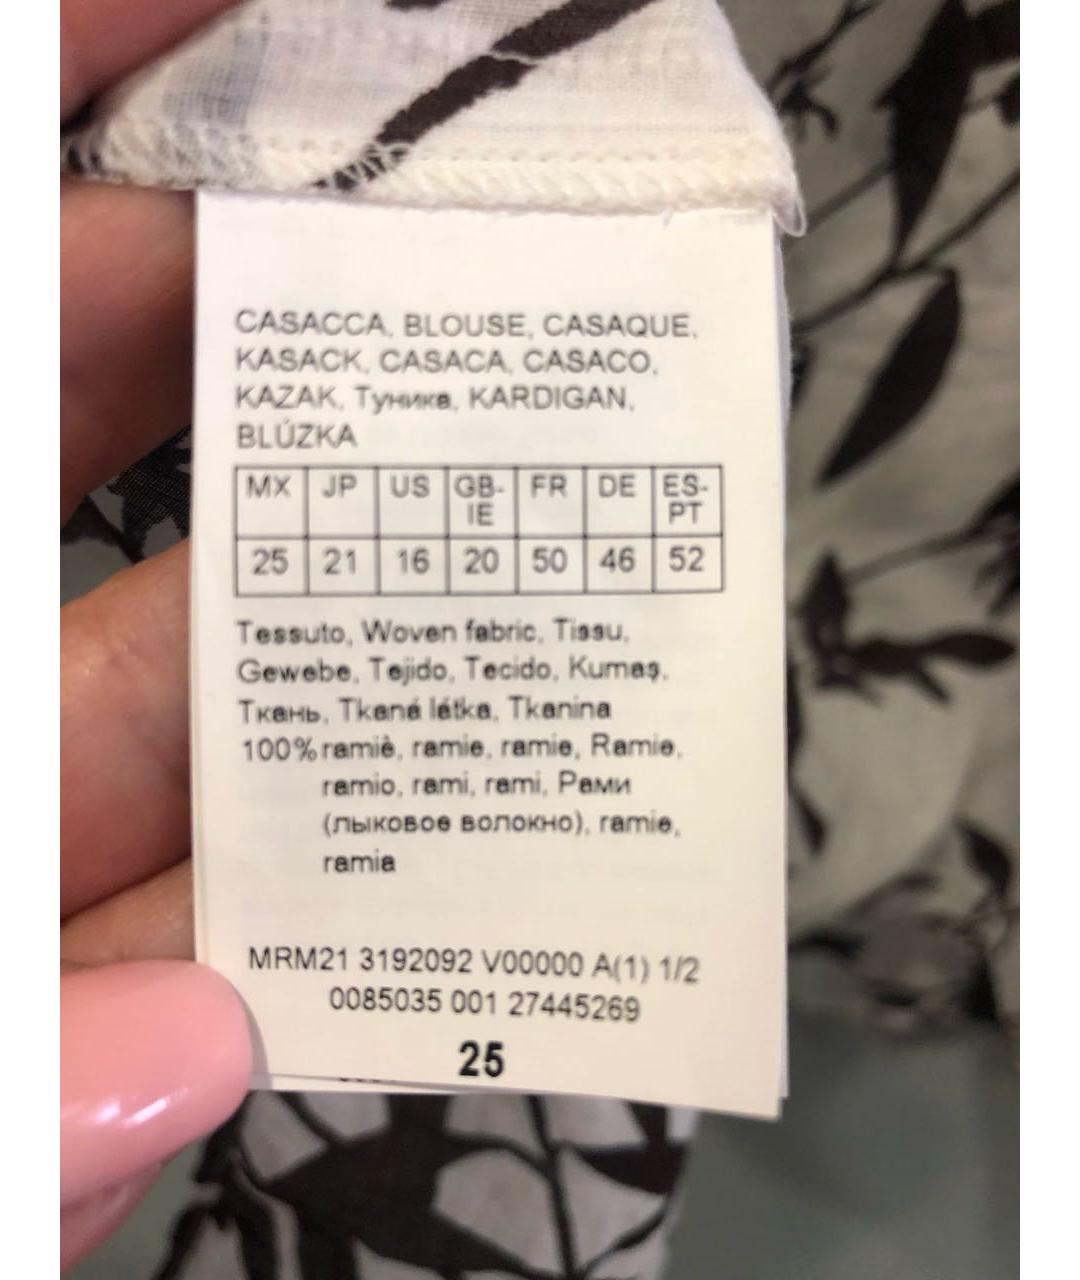 CASACCA, BLOUSE, CASAQUE,
KASACK, CASACA, CASACO,
KAZAK, Туника, KARDIGAN,
BLÚZKA
MX JP US GB-IE FR DE ES-PT
25 21 16 20 50 46 52
Tessuto, Woven fabric, Tissu,
Gewebe, Tejido, Tecido, Kumaş,
Ткань, Tkané látka, Tkanina
100% ramiè, ramie, ramie, Ramie,
ramio, rami, rami, Рами
(лыковое волокно), ramie,
ramia
MRM21 3192092 V00000 A(1) 1/2
0085035 001 27445269
25